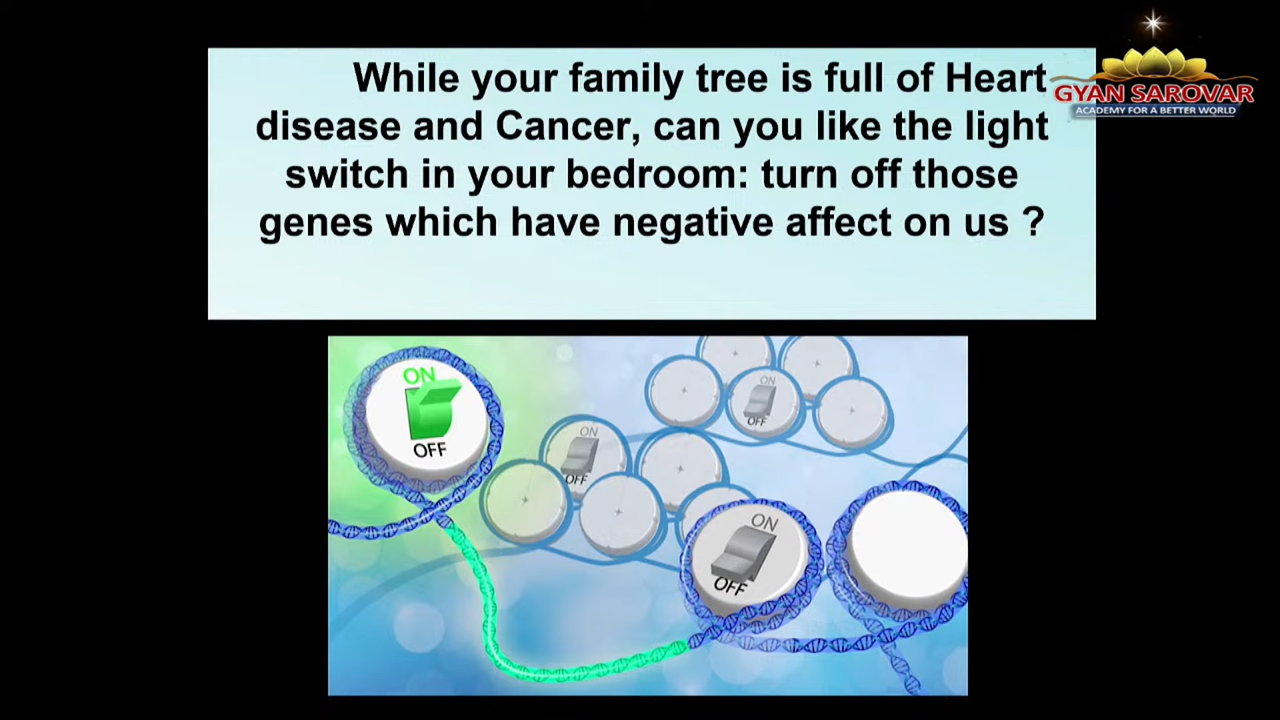 While your family tree is full of Heart
disease and Cancer, can you like the light
switch in your bedroom: turn off those
genes which have negative affect on us ?
GYAN SAROVAR
ACADEMY FOR A BETTER WORLD
ON
OFF
ON
OFF
ON
OFF
ON
OFF